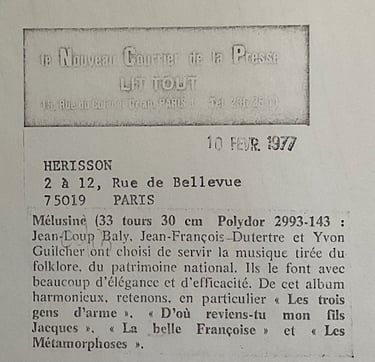 le Nouveau Courrier de la Presse
LIT TOUT
PARIS
10 FEVR. 1977
HERISSON
2 à 12, Rue de Bellevue
75019 PARIS
Mélusine (33 tours 30 cm Polydor 2993-143 :
Jean-Loup Baly, Jean-François Dutertre et Yvon
Guilcher ont choisi de servir la musique tirée du
folklore, du patrimoine national. Ils le font avec
beaucoup d'élégance et d'efficacité. De cet album
harmonieux, retenons, en particulier « Les trois
gens d'arme ». « D'où reviens-tu mon fils
Jacques ». « La belle Françoise » et « Les
Métamorphoses ».